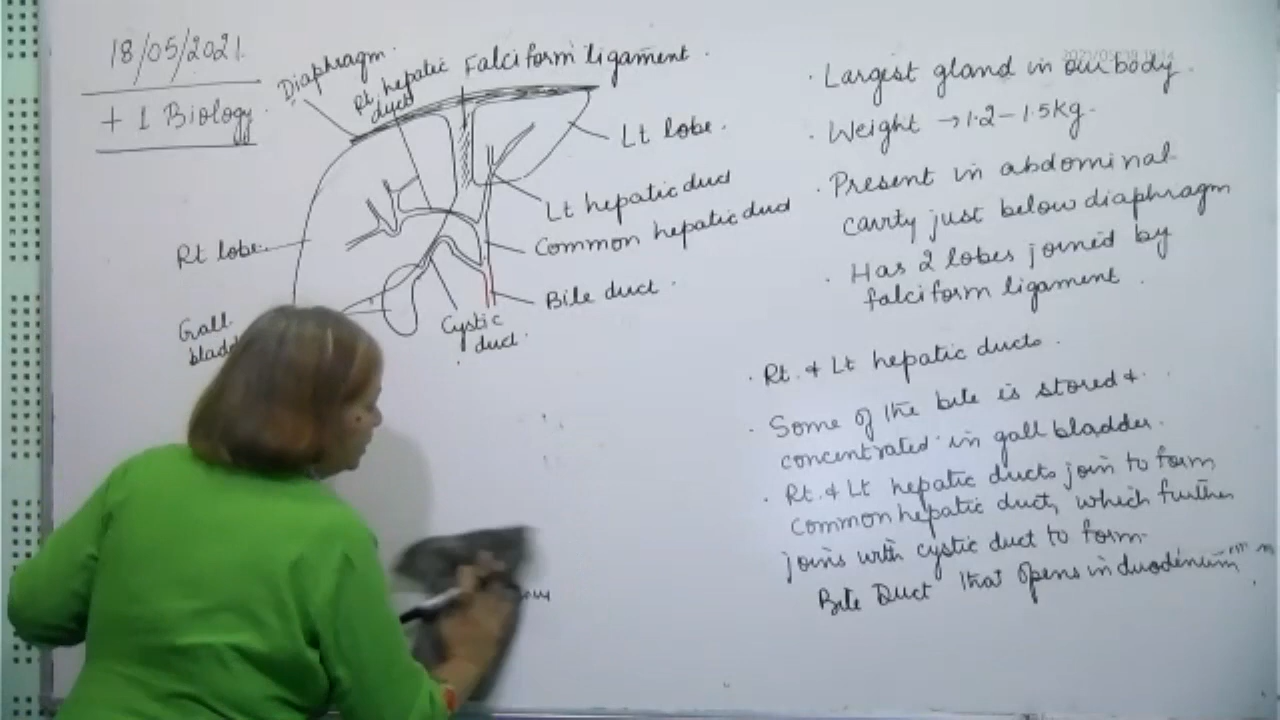 18/05/2021
+ 1 Biology
Diaphragm
Rt. hepatic
duct
Falciform ligament
Lt lobe
Lt hepatic duct
Common hepatic duct
Bile duct
Cystic
duct
Rt lobe
Gall
bladd
• Largest gland in our body
• Weight → 1.2 – 1.5kg
• Present in abdominal
cavity just below diaphragm
• Has 2 lobes joined by
falciform ligament
• Rt. & Lt hepatic ducts
• Some of the bile is stored &
concentrated in gall bladder.
• Rt. & Lt hepatic ducts join to form
common hepatic duct, which further
joins with cystic duct to form
Bile Duct that opens in duodenum